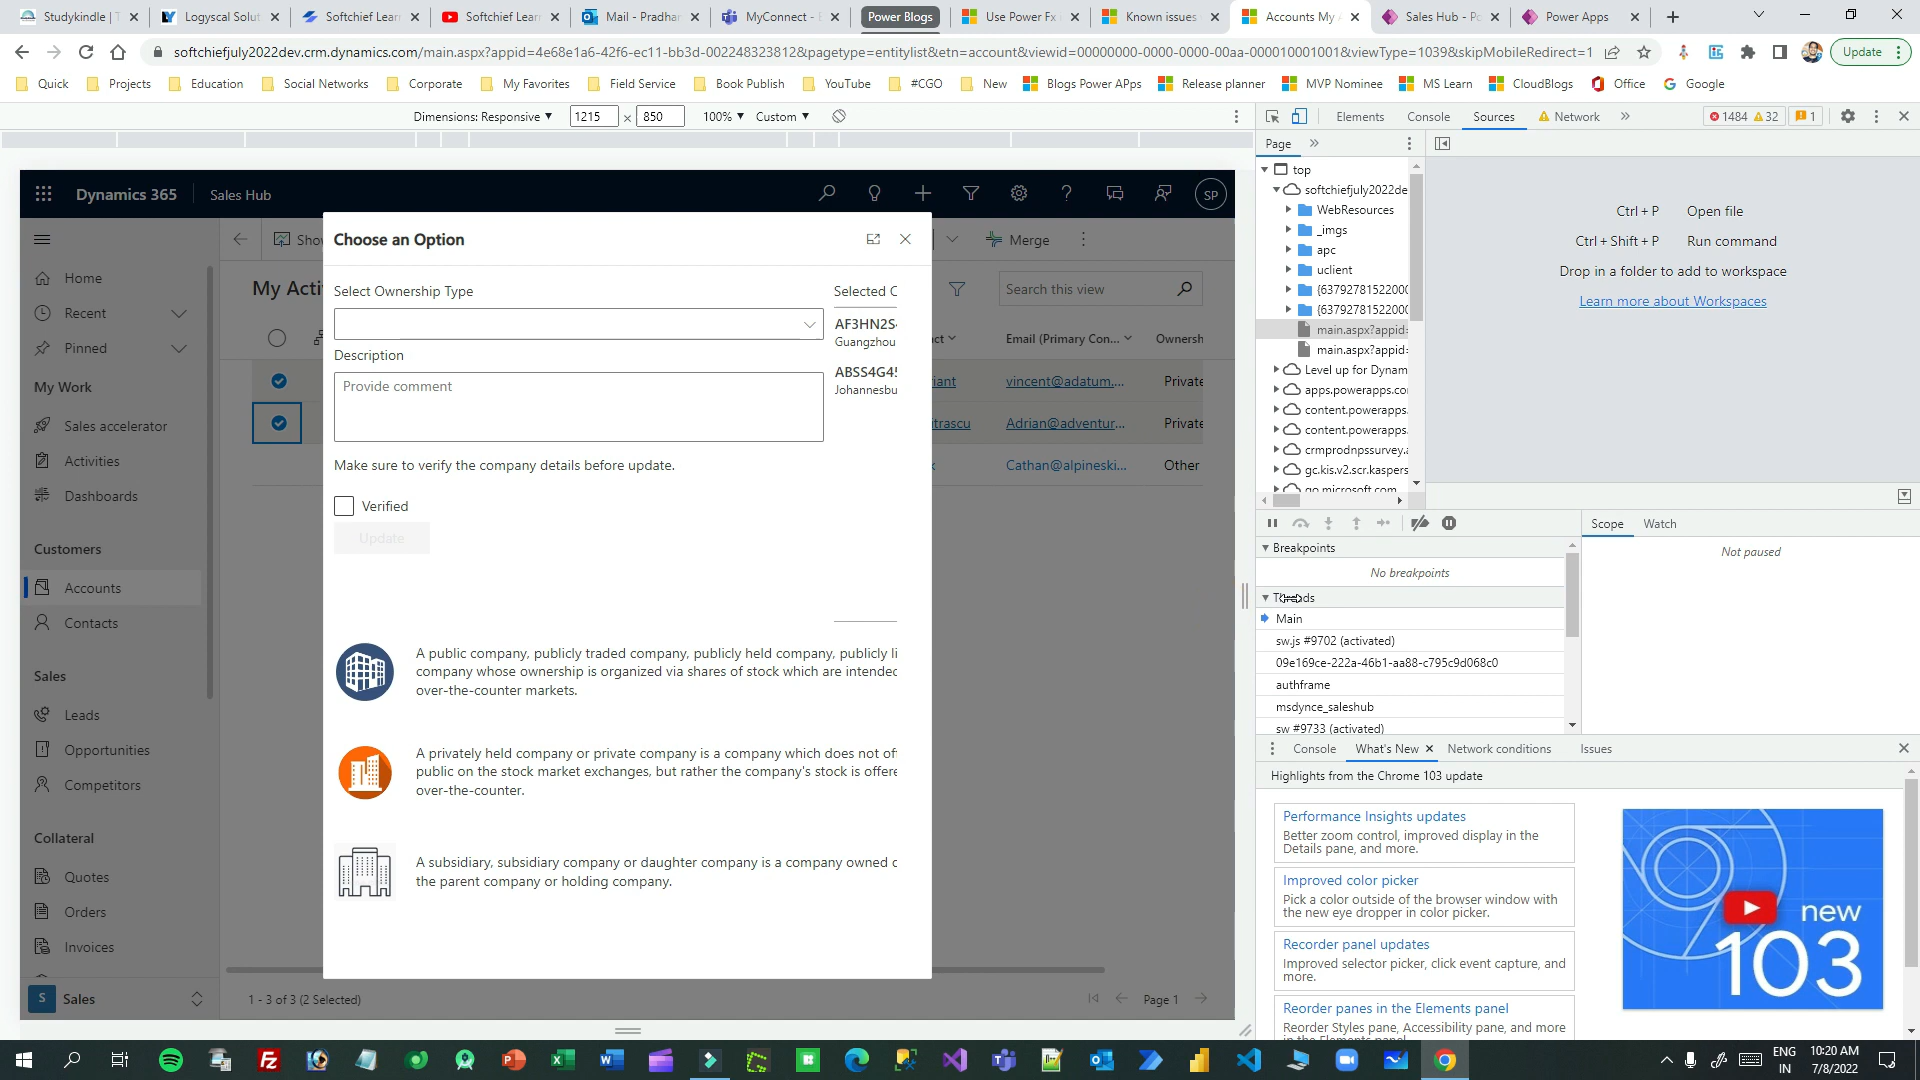 Studykindle | T
Logyscal Solut
Softchief Lear
Softchief Lear
Mail - Pradhan
MyConnect - E
Power Blogs
Use Power Fx
Known issues
Accounts My
Sales Hub - Po
Power Apps
softchiefjuly2022dev.crm.dynamics.com/main.aspx?appid=4e68e1a6-42f6-ec11-bb3d-002248323812&pagetype=entitylist&etn=account&viewid=00000000-0000-0000-00aa-000010001001&viewType=1039&skipMobileRedirect=1
Update
Quick
Projects
Education
Social Networks
Corporate
My Favorites
Field Service
Book Publish
YouTube
#CGO
New
Blogs Power APps
Release planner
MVP Nominee
MS Learn
CloudBlogs
Office
Google
Dimensions: Responsive
1215 × 850
100%
Custom
Elements
Console
Sources
Network
1484
32
1
Page
top
softchiefjuly2022de
WebResources
_imgs
apc
uclient
{63792781522000
{63792781522000
main.aspx?appid=
main.aspx?appid=
Level up for Dynam
apps.powerapps.co
content.powerapps.
content.powerapps.
crmprodnpssurvey.a
gc.kis.v2.scr.kaspers
go.microsoft.com
Ctrl + P Open file
Ctrl + Shift + P Run command
Drop in a folder to add to workspace
Learn more about Workspaces
Dynamics 365
Sales Hub
SP
Home
Recent
Pinned
My Work
Sales accelerator
Activities
Dashboards
Customers
Accounts
Contacts
Sales
Leads
Opportunities
Competitors
Collateral
Quotes
Orders
Invoices
S Sales
Show
Merge
My Acti
Search this view
Email (Primary Con...
Ownersh
vincent@adatum....
Private
Adrian@adventur...
Private
Cathan@alpineski...
Other
1 - 3 of 3 (2 Selected)
Page 1
Choose an Option
Select Ownership Type
Description
Provide comment
Make sure to verify the company details before update.
Verified
Update
Selected C
AF3HN2S4
Guangzhou
ABSS4G45
Johannesbu
A public company, publicly traded company, publicly held company, publicly li
company whose ownership is organized via shares of stock which are intended
over-the-counter markets.
A privately held company or private company is a company which does not of
public on the stock market exchanges, but rather the company's stock is offere
over-the-counter.
A subsidiary, subsidiary company or daughter company is a company owned o
the parent company or holding company.
Breakpoints
No breakpoints
Threads
Main
sw.js #9702 (activated)
09e169ce-222a-46b1-aa88-c795c9d068c0
authframe
msdynce_saleshub
sw #9733 (activated)
Scope
Watch
Not paused
Console
What's New
Network conditions
Issues
Highlights from the Chrome 103 update
Performance Insights updates
Better zoom control, improved display in the
Details pane, and more.
Improved color picker
Pick a color outside of the browser window with
the new eye dropper in color picker.
Recorder panel updates
Improved selector picker, click event capture, and
more.
Reorder panes in the Elements panel
Reorder Styles pane, Accessibility pane, and more
in the Elements panel.
new
103
ENG
IN
10:20 AM
7/8/2022